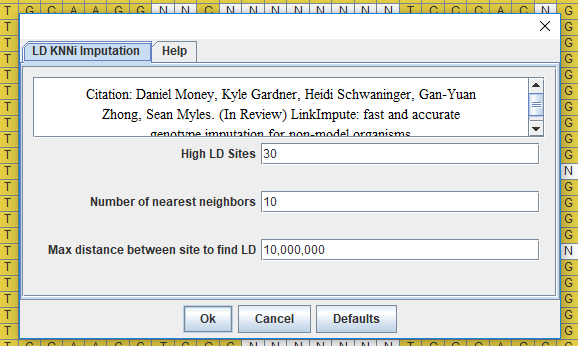 LD KNNi Imputation
Help
Citation: Daniel Money, Kyle Gardner, Heidi Schwaninger, Gan-Yuan
Zhong, Sean Myles. (In Review) LinkImpute: fast and accurate
genotype imputation for non-model organisms
High LD Sites 30
Number of nearest neighbors 10
Max distance between site to find LD 10,000,000
Ok Cancel Defaults